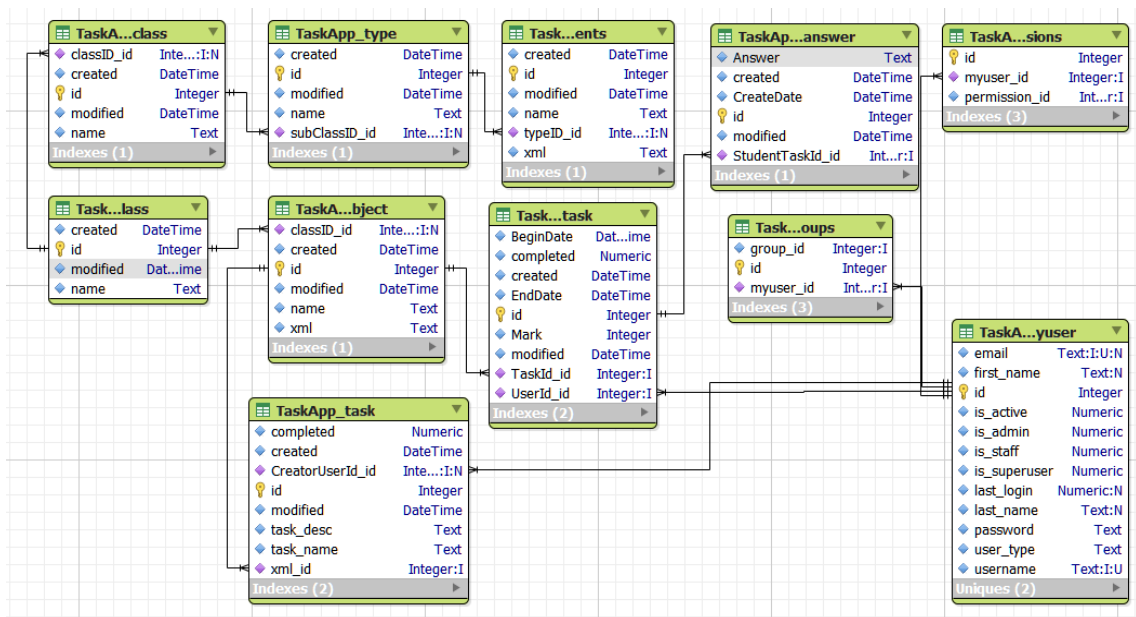 TaskA...class
classID_id Inte...:I:N
created DateTime
id Integer
modified DateTime
name Text
Indexes (1)
TaskApp_type
created DateTime
id Integer
modified DateTime
name Text
subClassID_id Inte...:I:N
Indexes (1)
Task...ents
created DateTime
id Integer
modified DateTime
name Text
typeID_id Inte...:I:N
xml Text
Indexes (1)
TaskAp...answer
Answer Text
created DateTime
CreateDate DateTime
id Integer
modified DateTime
StudentTaskId_id Int...r:I
Indexes (1)
TaskA...sions
id Integer
myuser_id Integer:I
permission_id Int...r:I
Indexes (3)
Task...lass
created DateTime
id Integer
modified Dat...ime
name Text
TaskA...bject
classID_id Inte...:I:N
created DateTime
id Integer
modified DateTime
name Text
xml Text
Indexes (1)
Task...task
BeginDate Dat...ime
completed Numeric
created DateTime
EndDate DateTime
id Integer
Mark Integer
modified DateTime
TaskId_id Integer:I
UserId_id Integer:I
Indexes (2)
Task...oups
group_id Integer:I
id Integer
myuser_id Int...r:I
Indexes (3)
TaskA...yuser
email Text:I:U:N
first_name Text:N
id Integer
is_active Numeric
is_admin Numeric
is_staff Numeric
is_superuser Numeric
last_login Numeric:N
last_name Text:N
password Text
user_type Text
username Text:I:U
Uniques (2)
TaskApp_task
completed Numeric
created DateTime
CreatorUserId_id Inte...:I:N
id Integer
modified DateTime
task_desc Text
task_name Text
xml_id Integer:I
Indexes (2)